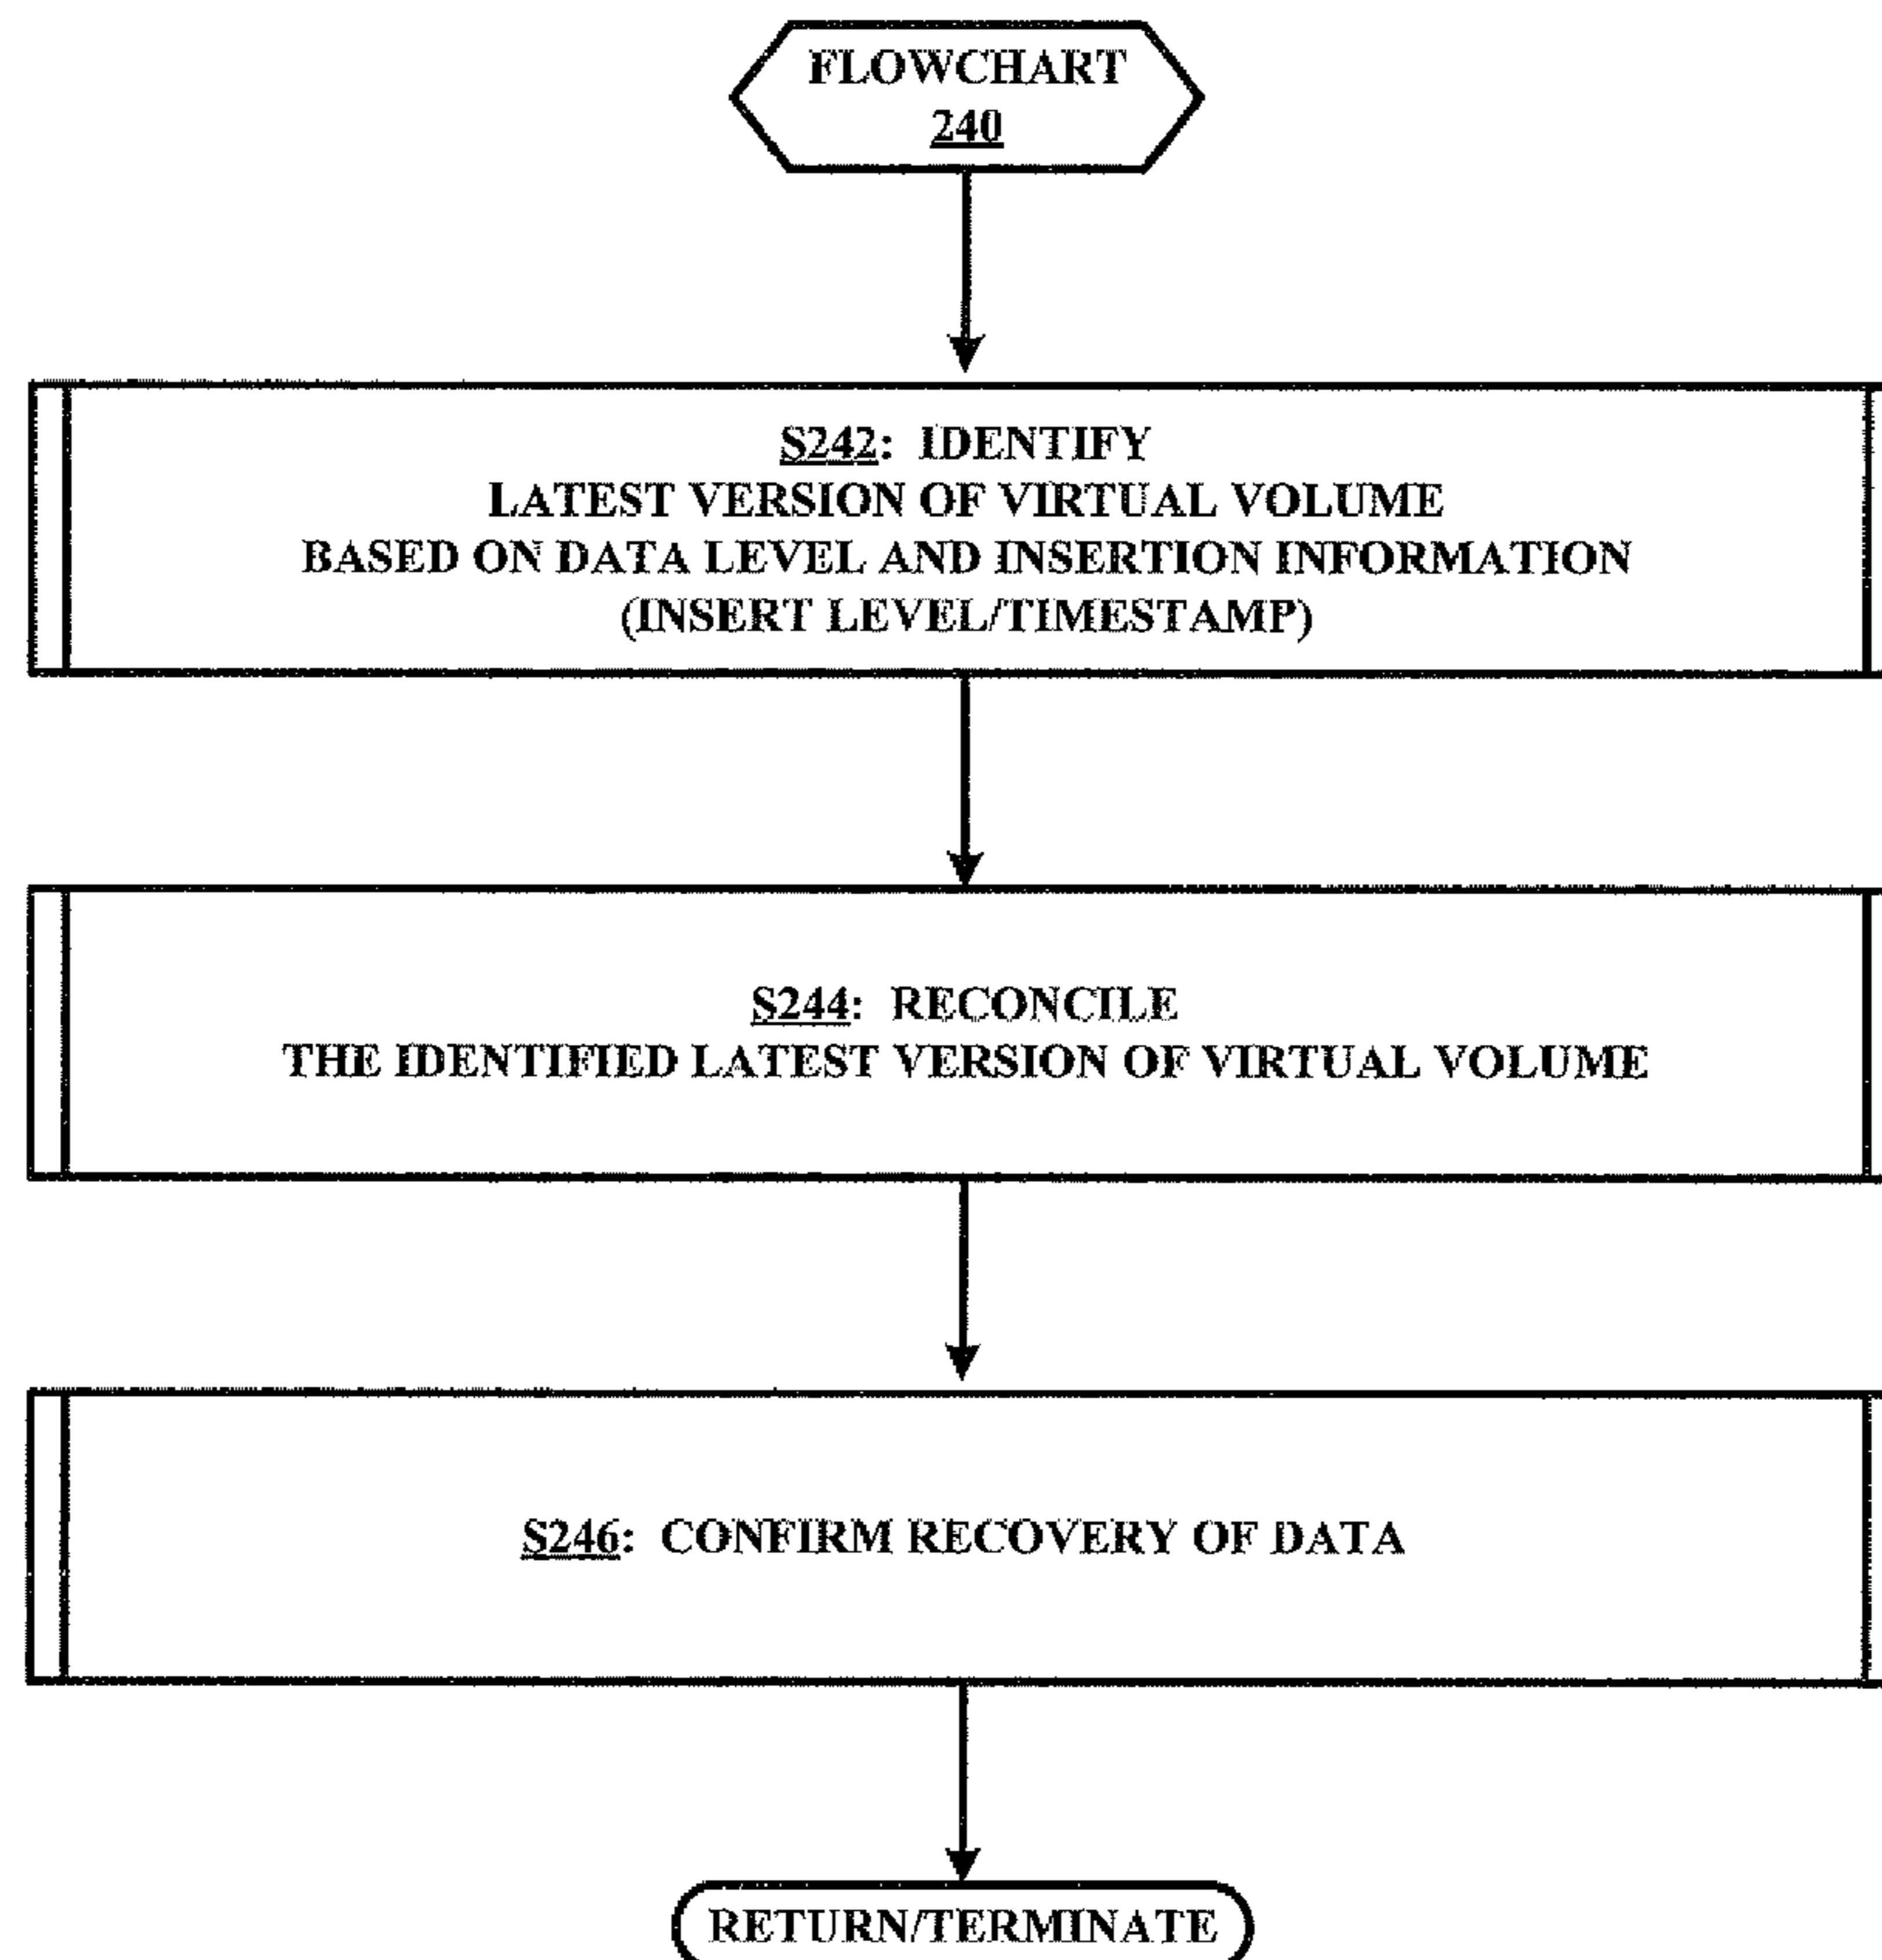 FLOWCHART
240
S242: IDENTIFY
LATEST VERSION OF VIRTUAL VOLUME
BASED ON DATA LEVEL AND INSERTION INFORMATION
(INSERT LEVEL/TIMESTAMP)
S244: RECONCILE
THE IDENTIFIED LATEST VERSION OF VIRTUAL VOLUME
S246: CONFIRM RECOVERY OF DATA
RETURN/TERMINATE